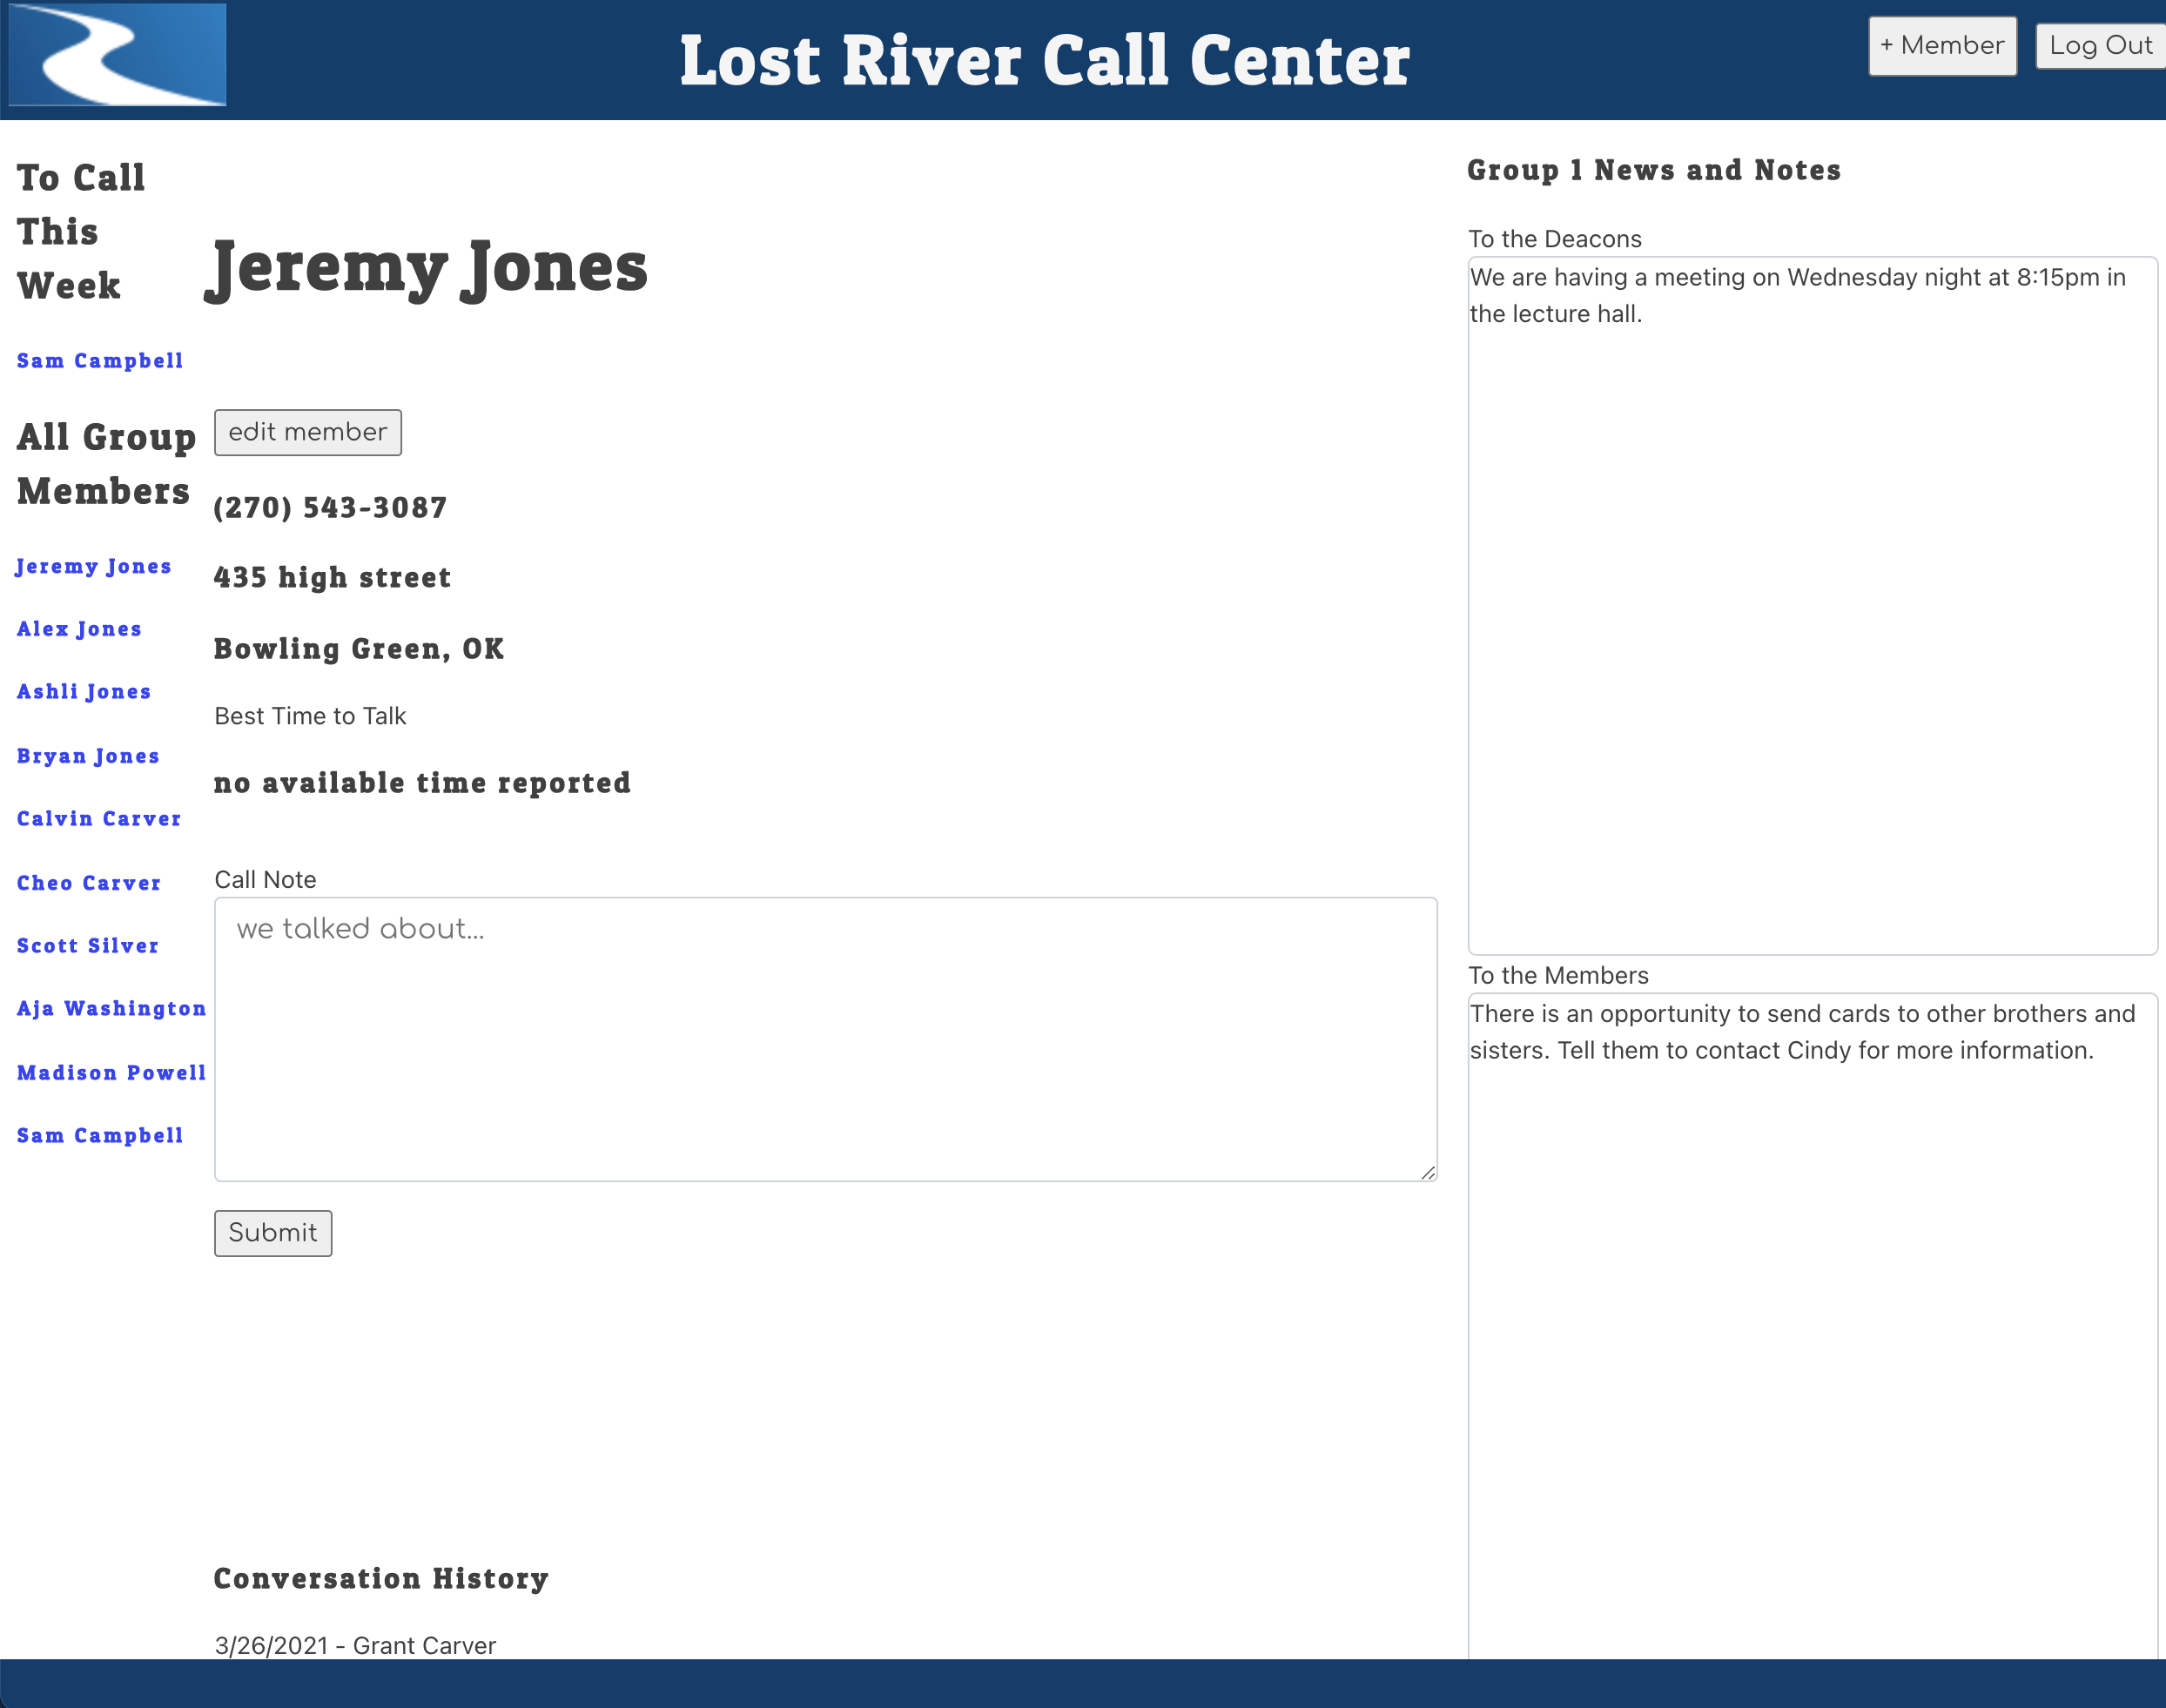 Lost River Call Center
+ Member
Log Out
To Call
This
Week
Sam Campbell
All Group
Members
Jeremy Jones
Alex Jones
Ashli Jones
Bryan Jones
Calvin Carver
Cheo Carver
Scott Silver
Aja Washington
Madison Powell
Sam Campbell
Jeremy Jones
edit member
(270) 543-3087
435 high street
Bowling Green, OK
Best Time to Talk
no available time reported
Call Note
we talked about...
Submit
Conversation History
3/26/2021 - Grant Carver
Group 1 News and Notes
To the Deacons
We are having a meeting on Wednesday night at 8:15pm in
the lecture hall.
To the Members
There is an opportunity to send cards to other brothers and
sisters. Tell them to contact Cindy for more information.